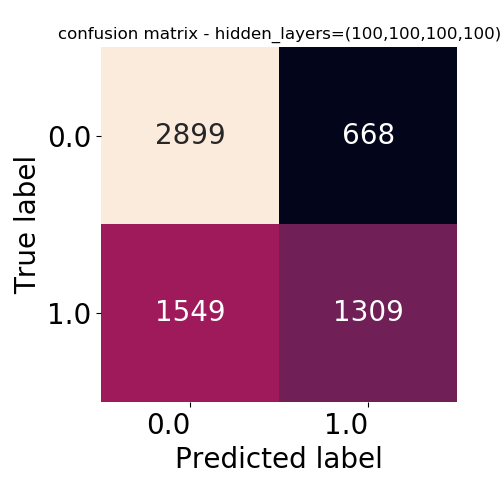 confusion matrix - hidden_layers=(100,100,100,100)
True label
0.0
2899
668
1.0
1549
1309
0.0
1.0
Predicted label